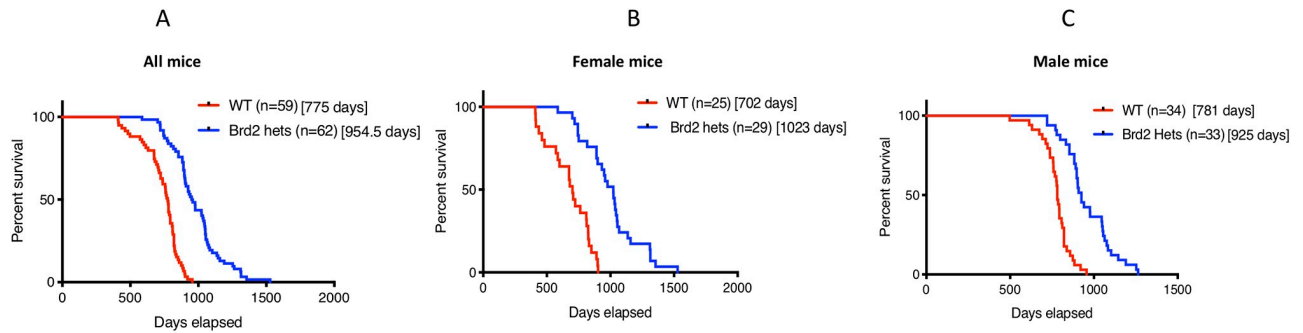 A
All mice
WT (n=59) [775 days]
Brd2 hets (n=62) [954.5 days]
Percent survival
100
50
0
0 500 1000 1500 2000
Days elapsed
B
Female mice
WT (n=25) [702 days]
Brd2 hets (n=29) [1023 days]
Percent survival
100
50
0
0 500 1000 1500 2000
Days elapsed
C
Male mice
WT (n=34) [781 days]
Brd2 Hets (n=33) [925 days]
Percent survival
100
50
0
0 500 1000 1500
Days elapsed